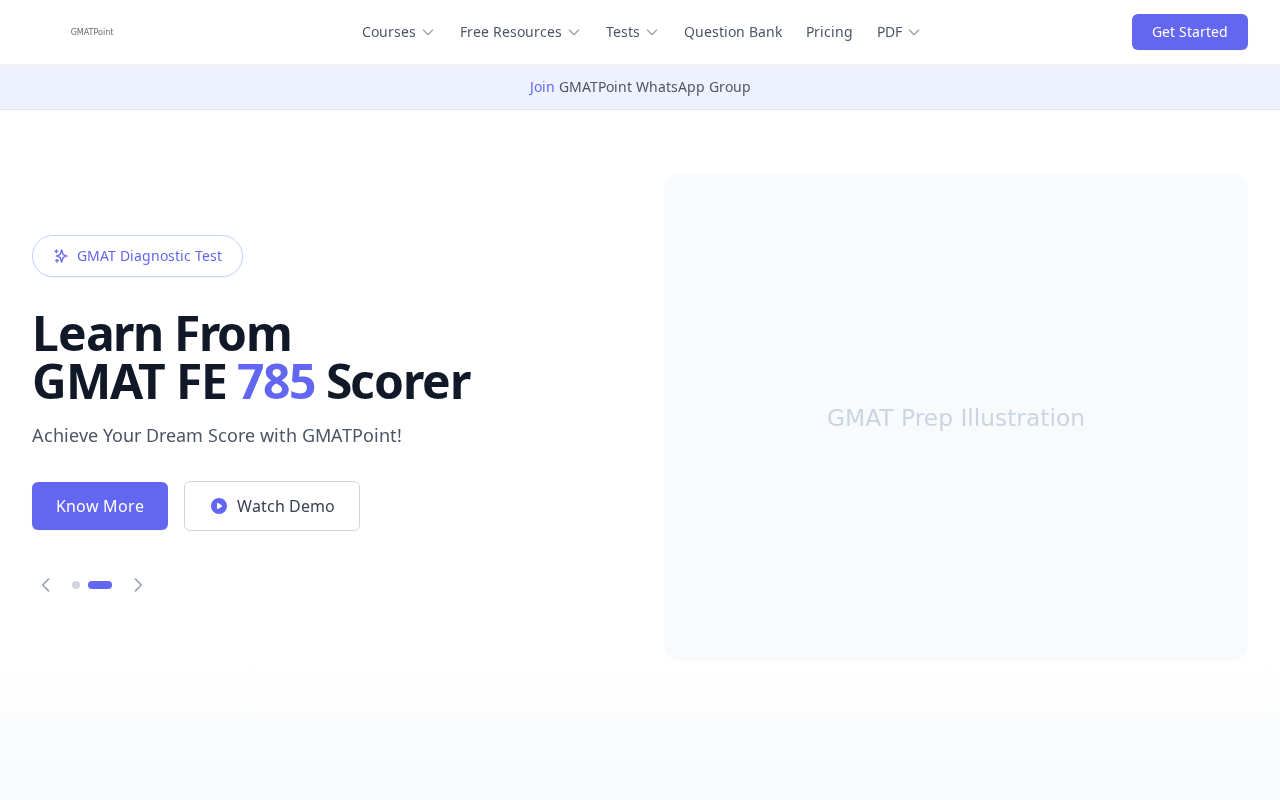 GMATPoint
Courses
Free Resources
Tests
Question Bank
Pricing
PDF
Get Started
Join GMATPoint WhatsApp Group
GMAT Diagnostic Test
Learn From
GMAT FE 785 Scorer
Achieve Your Dream Score with GMATPoint!
Know More
Watch Demo
GMAT Prep Illustration